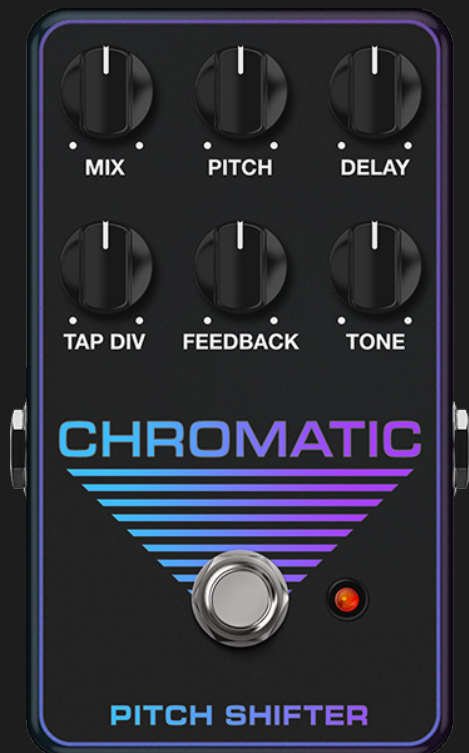 MIX PITCH DELAY
TAP DIV FEEDBACK TONE
CHROMATIC
PITCH SHIFTER